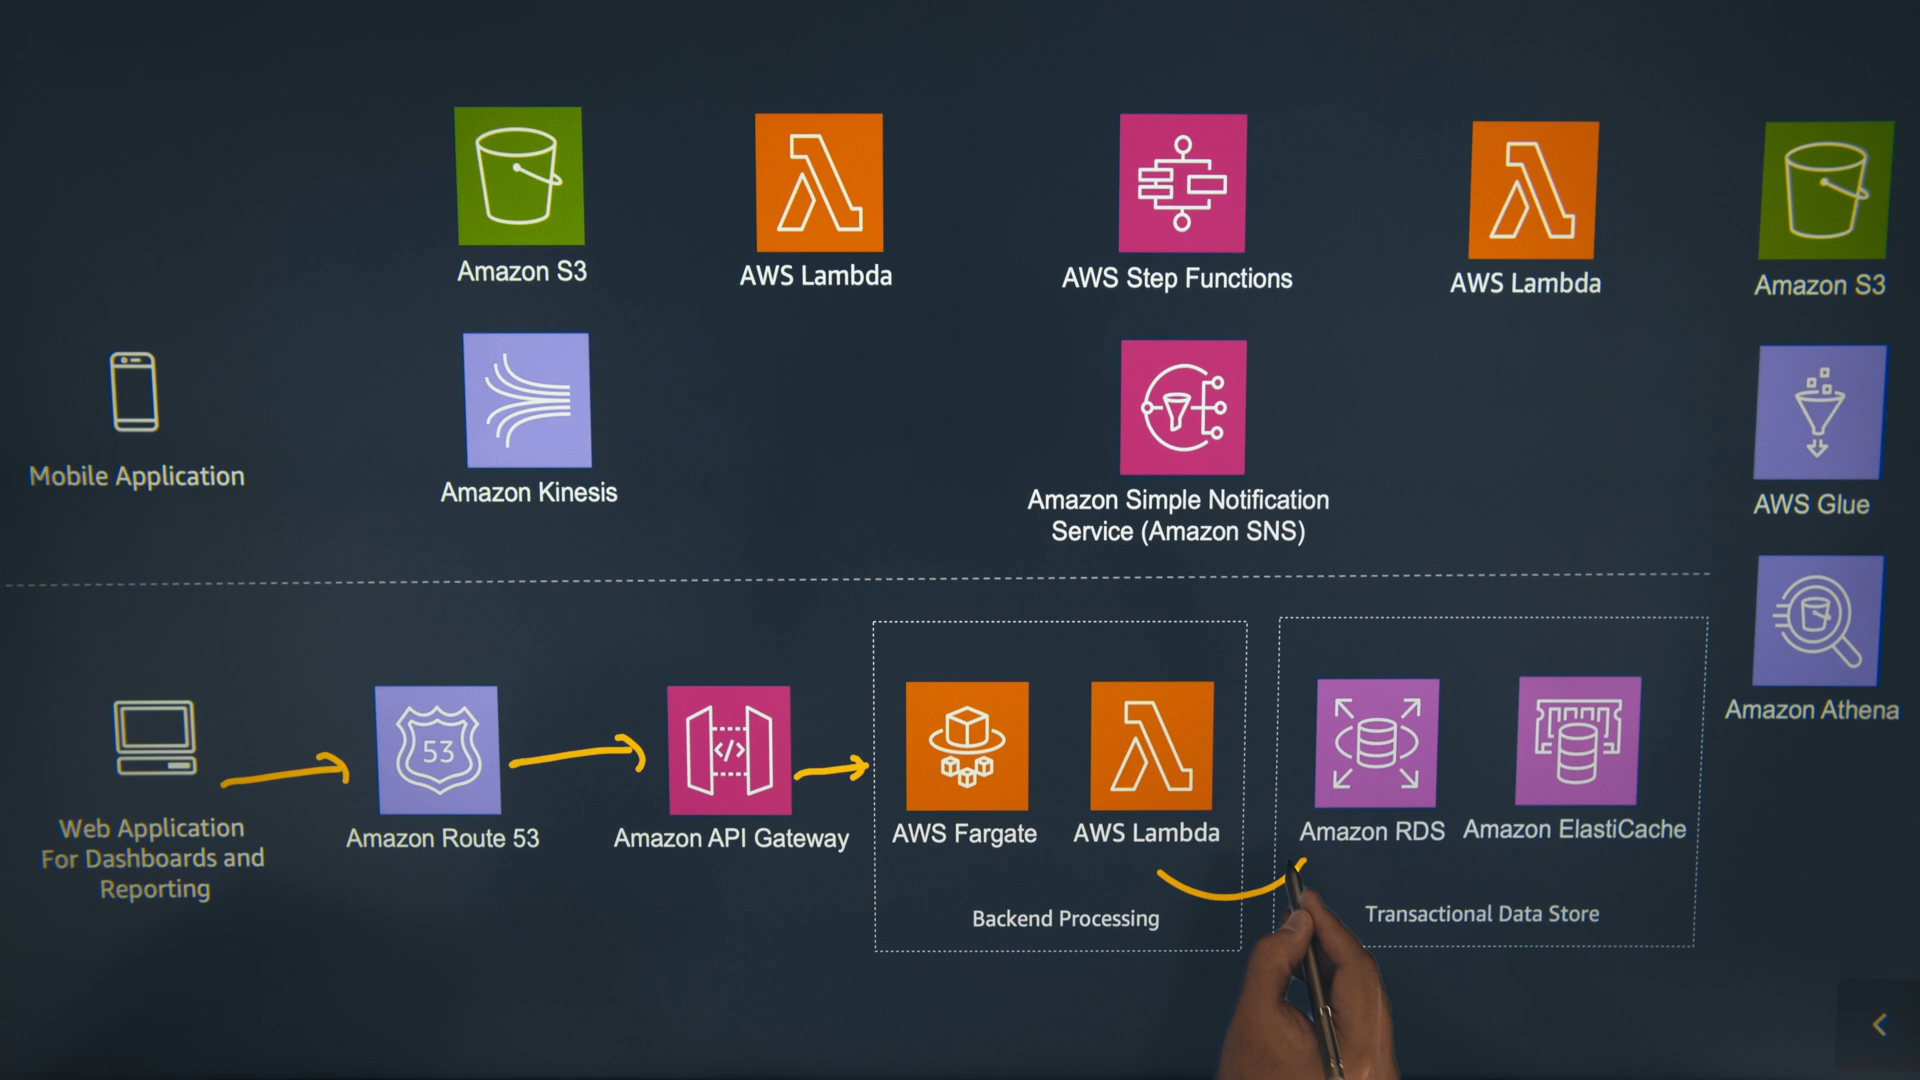 Amazon S3
AWS Lambda
AWS Step Functions
AWS Lambda
Amazon S3
Mobile Application
Amazon Kinesis
Amazon Simple Notification
Service (Amazon SNS)
AWS Glue
Amazon Athena
53
</>
Web Application
For Dashboards and
Reporting
Amazon Route 53
Amazon API Gateway
AWS Fargate
AWS Lambda
Amazon RDS
Amazon ElastiCache
Backend Processing
Transactional Data Store